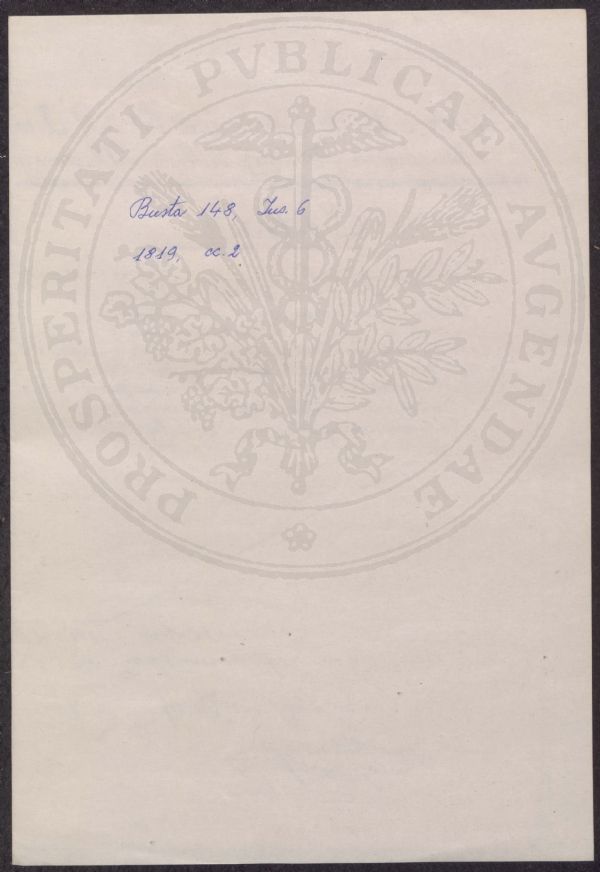 PROSPERITATI PVBLICAE AVGENDAE
Busta 148, Ins. 6
1819, cc. 2